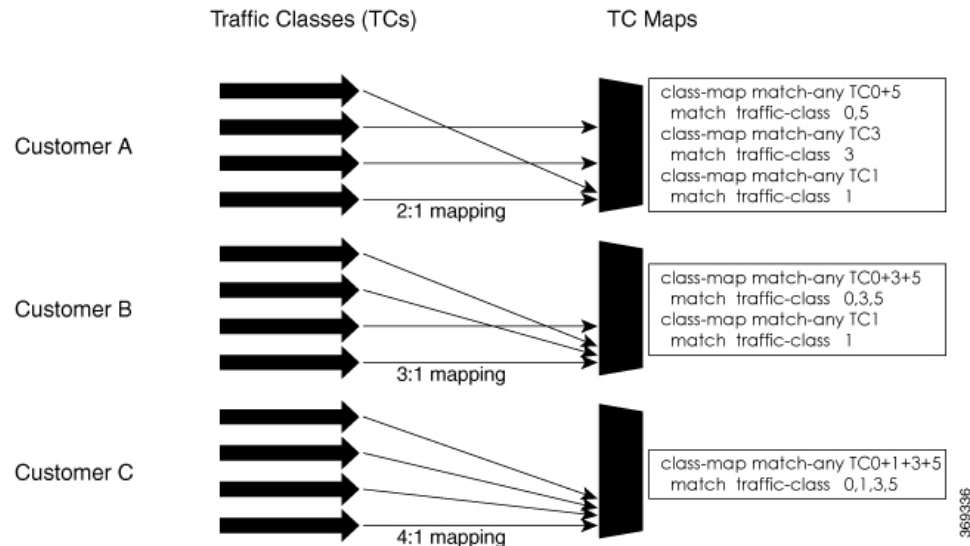 Traffic Classes (TCs)
TC Maps
Customer A
2:1 mapping
class-map match-any TC0+5
match traffic-class 0,5
class-map match-any TC3
match traffic-class 3
class-map match-any TC1
match traffic-class 1
Customer B
3:1 mapping
class-map match-any TC0+3+5
match traffic-class 0,3,5
class-map match-any TC1
match traffic-class 1
Customer C
4:1 mapping
class-map match-any TC0+1+3+5
match traffic-class 0,1,3,5
369336